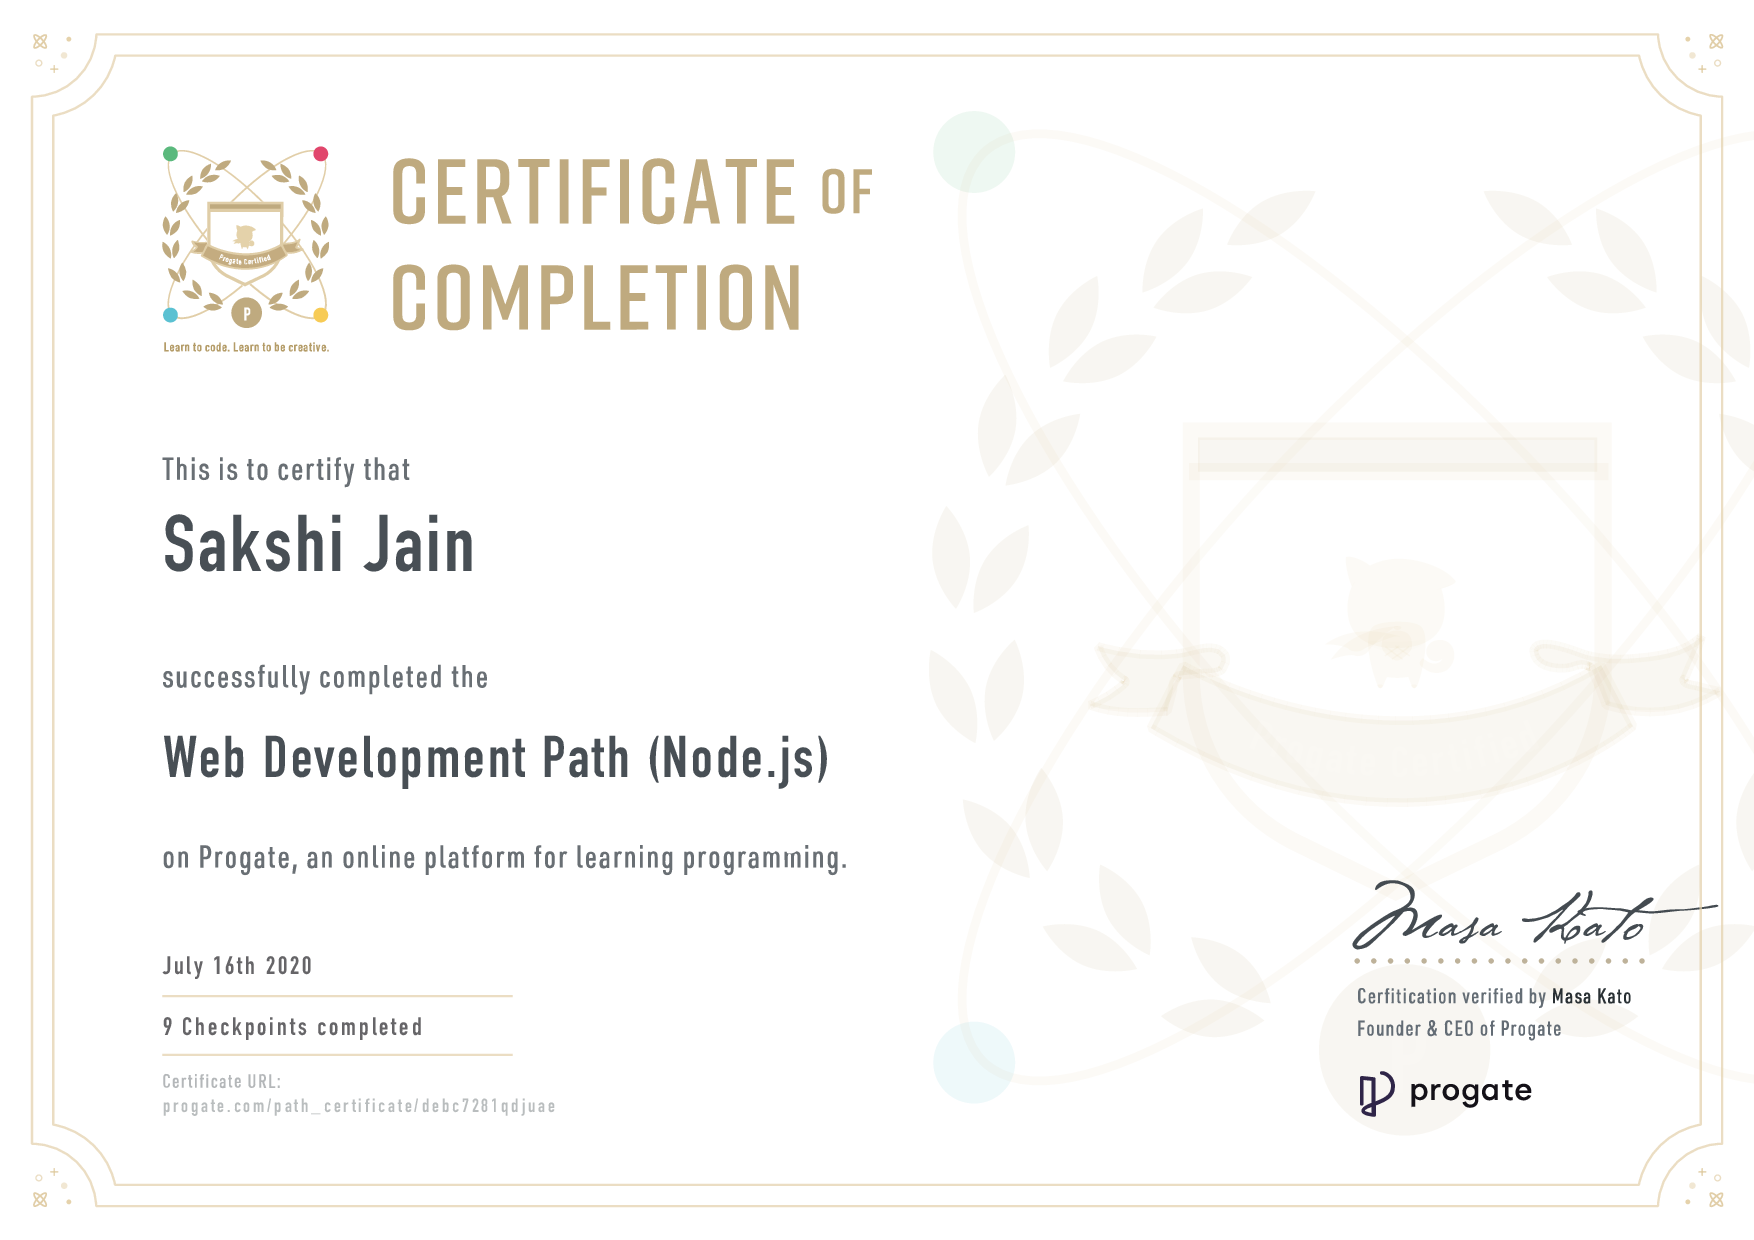 CERTIFICATE OF
COMPLETION
Progate Certified
P
Learn to code. Learn to be creative.
This is to certify that
Sakshi Jain
successfully completed the
Web Development Path (Node.js)
on Progate, an online platform for learning programming.
July 16th 2020
9 Checkpoints completed
Certificate URL:
progate.com/path_certificate/debc7281qdjuae
Masa Kato
Cerfitication verified by Masa Kato
Founder & CEO of Progate
progate